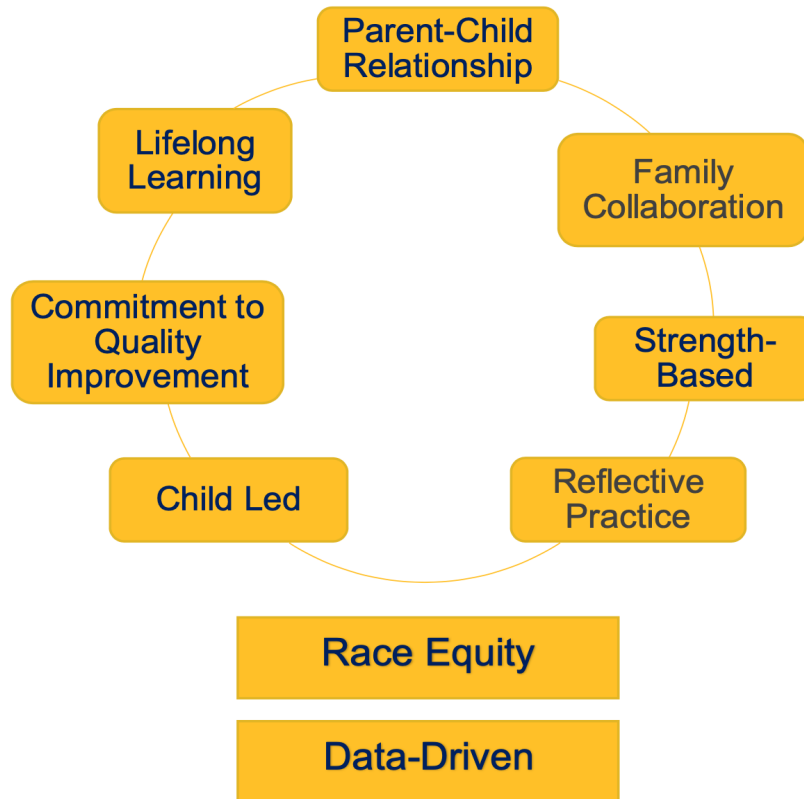 Parent-Child
Relationship
Lifelong
Learning
Family
Collaboration
Commitment to
Quality
Improvement
Strength-
Based
Child Led
Reflective
Practice
Race Equity
Data-Driven